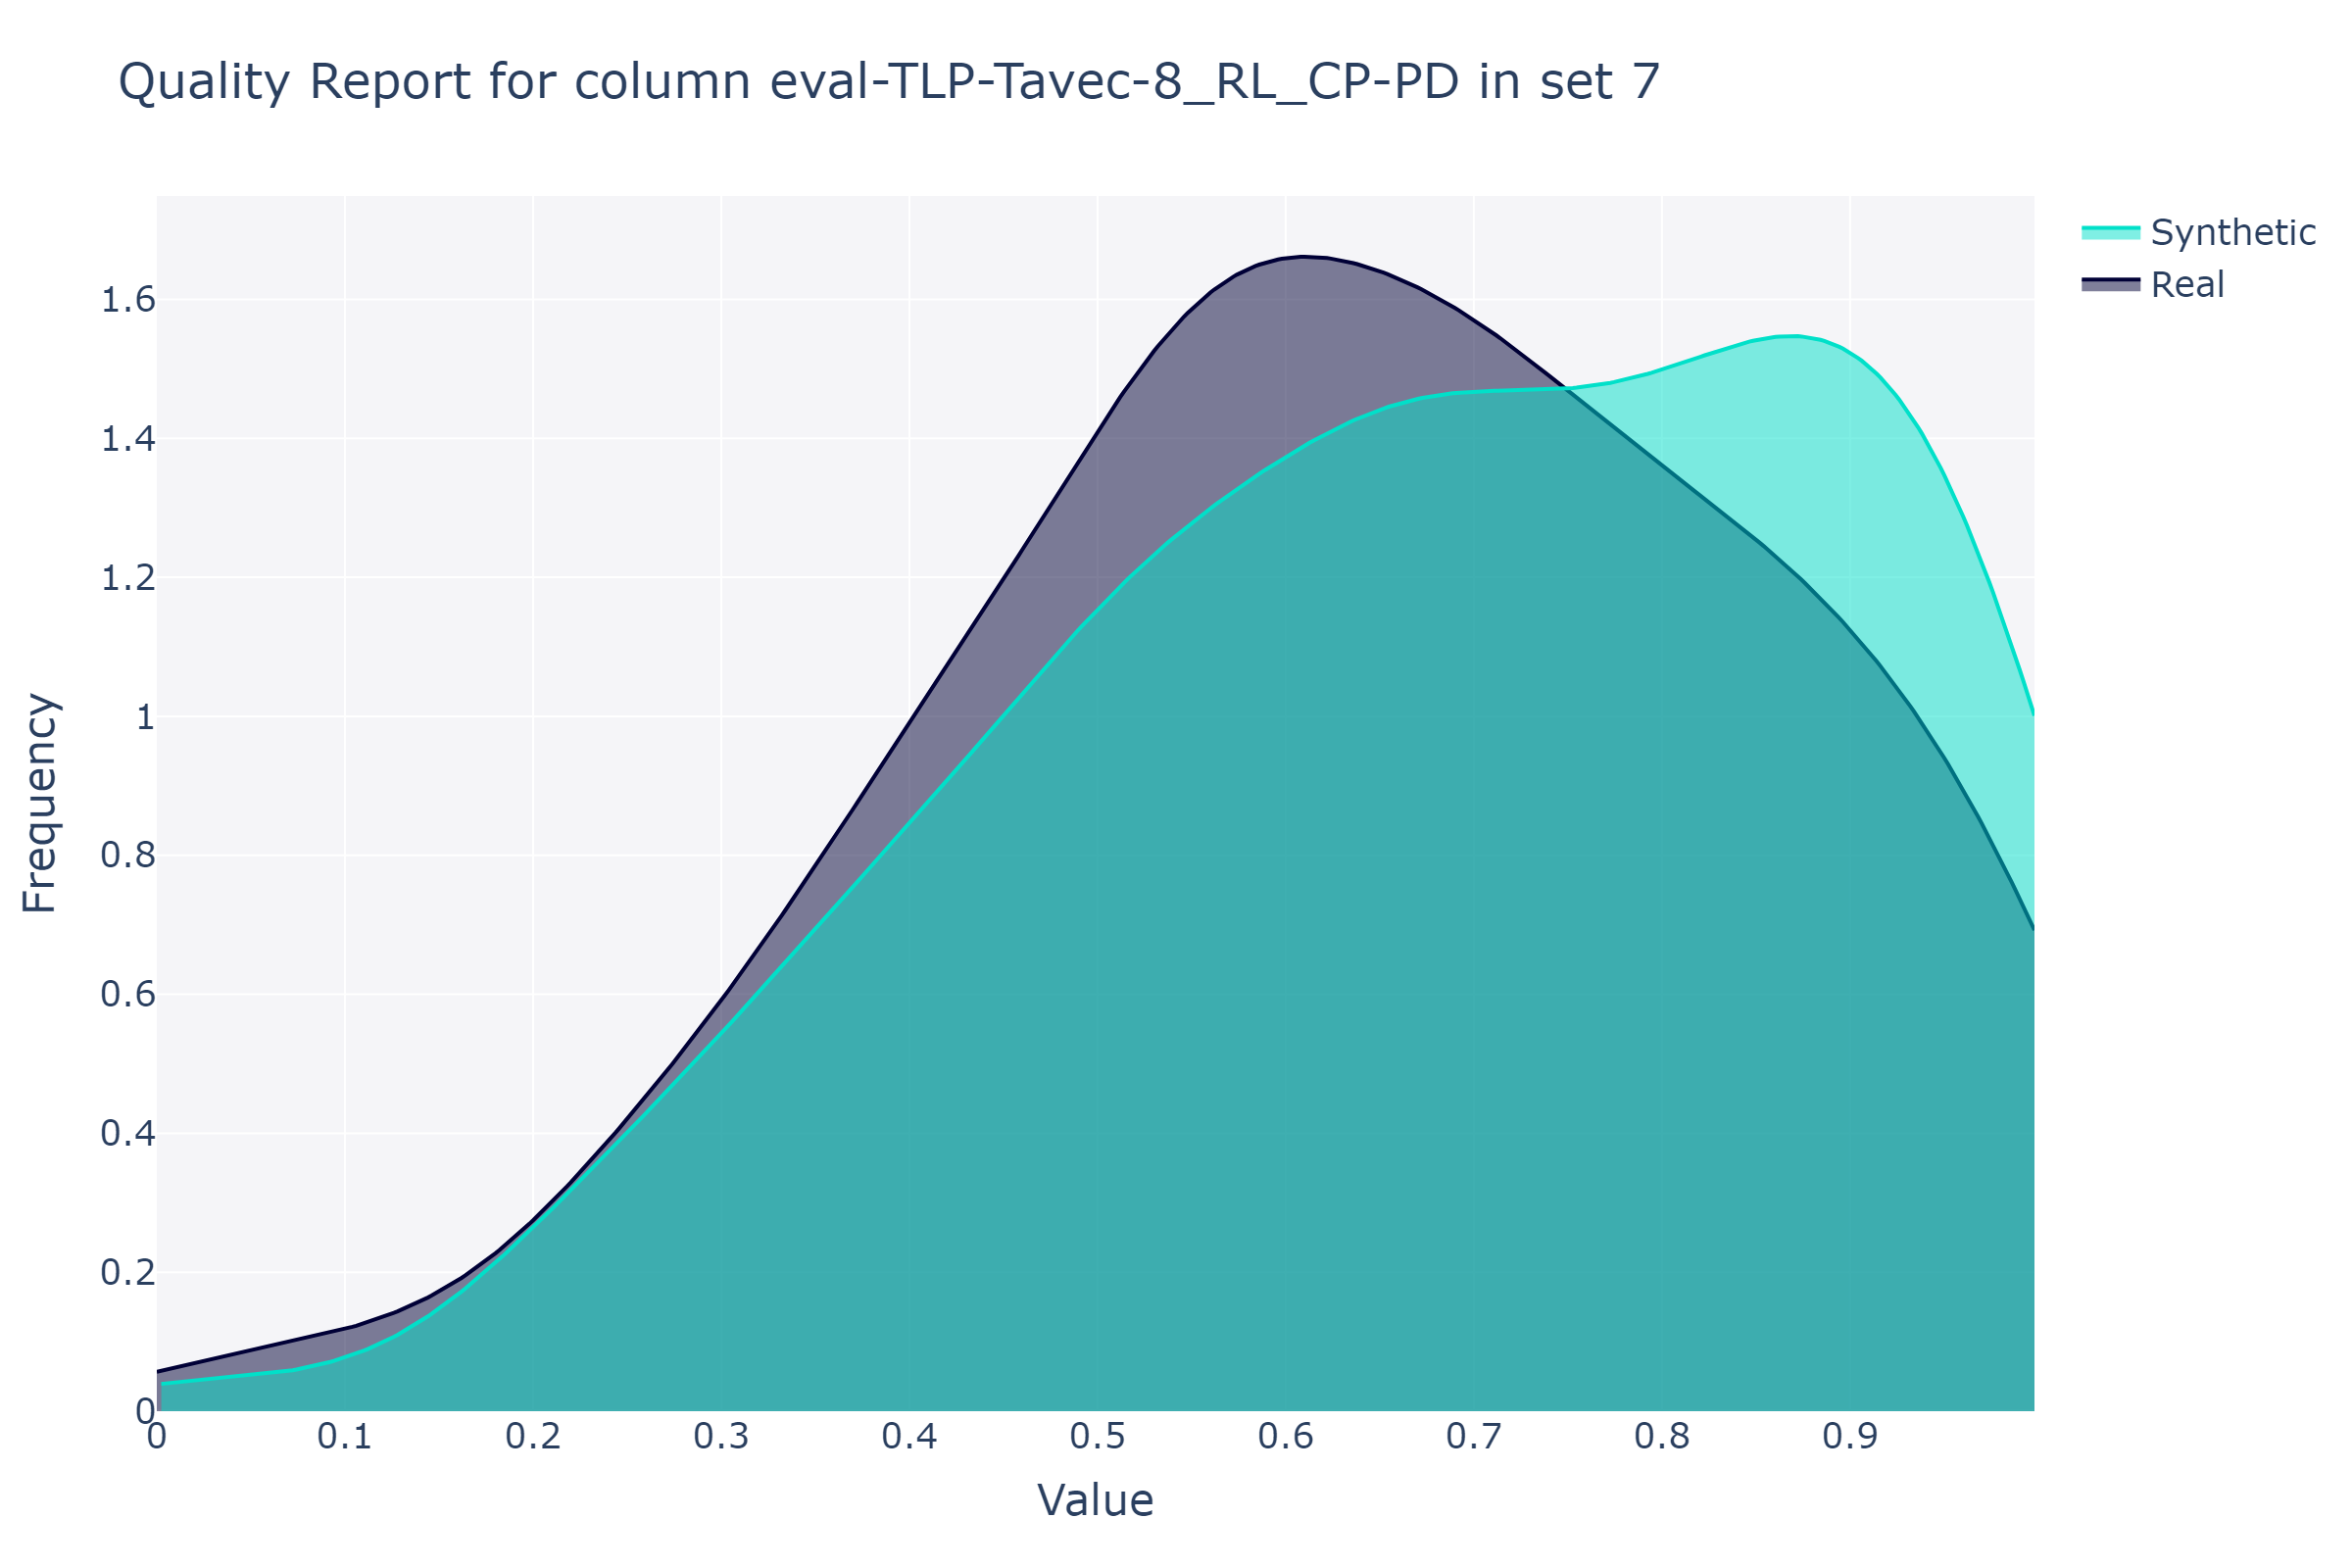 Quality Report for column eval-TLP-Tavec-8_RL_CP-PD in set 7
Synthetic
Real
Frequency
1.6
1.4
1.2
1
0.8
0.6
0.4
0.2
0
0 0.1 0.2 0.3 0.4 0.5 0.6 0.7 0.8 0.9
Value